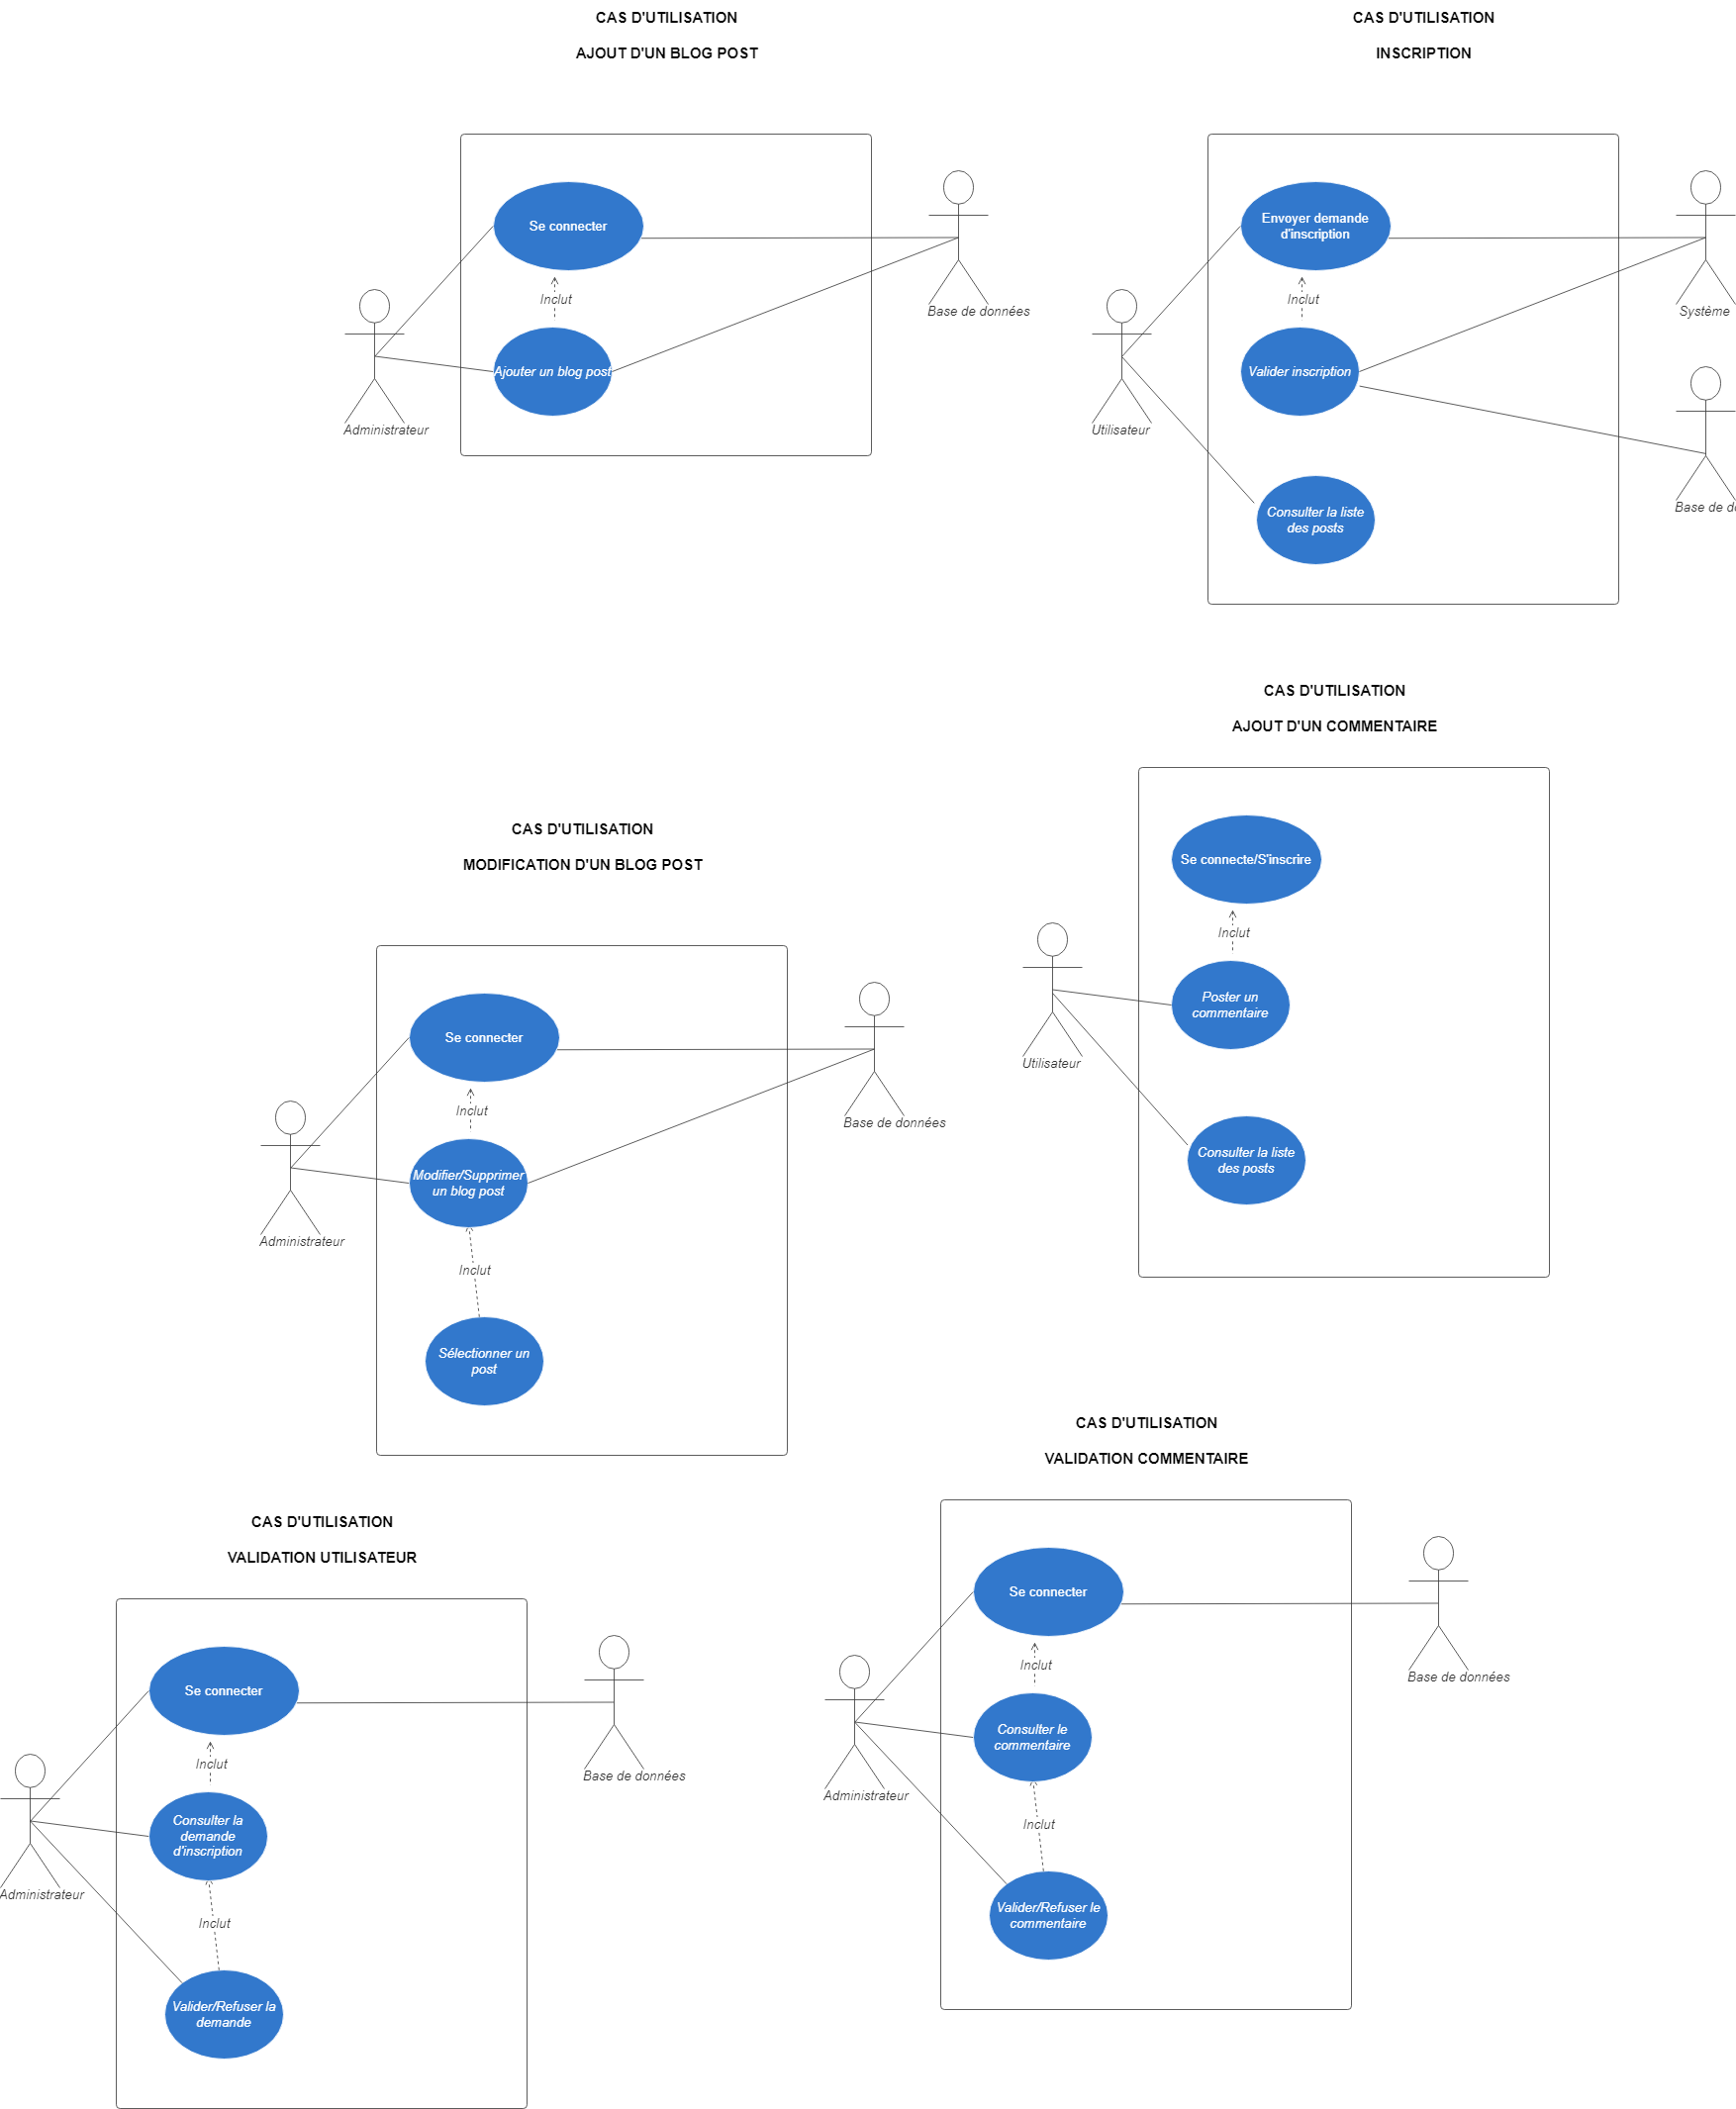 CAS D'UTILISATION
AJOUT D'UN BLOG POST
Se connecter
Inclut
Ajouter un blog post
Administrateur
Base de données
CAS D'UTILISATION
INSCRIPTION
Envoyer demande
d'inscription
Inclut
Valider inscription
Consulter la liste
des posts
Utilisateur
Système
Base de
CAS D'UTILISATION
AJOUT D'UN COMMENTAIRE
Se connecte/S'inscrire
Inclut
Poster un
commentaire
Utilisateur
Consulter la liste
des posts
CAS D'UTILISATION
MODIFICATION D'UN BLOG POST
Se connecter
Inclut
Modifier/Supprimer
un blog post
Inclut
Sélectionner un
post
Administrateur
Base de données
CAS D'UTILISATION
VALIDATION COMMENTAIRE
Se connecter
Inclut
Consulter le
commentaire
Inclut
Valider/Refuser le
commentaire
Administrateur
Base de données
CAS D'UTILISATION
VALIDATION UTILISATEUR
Se connecter
Inclut
Consulter la
demande
d'inscription
Inclut
Valider/Refuser la
demande
Administrateur
Base de données